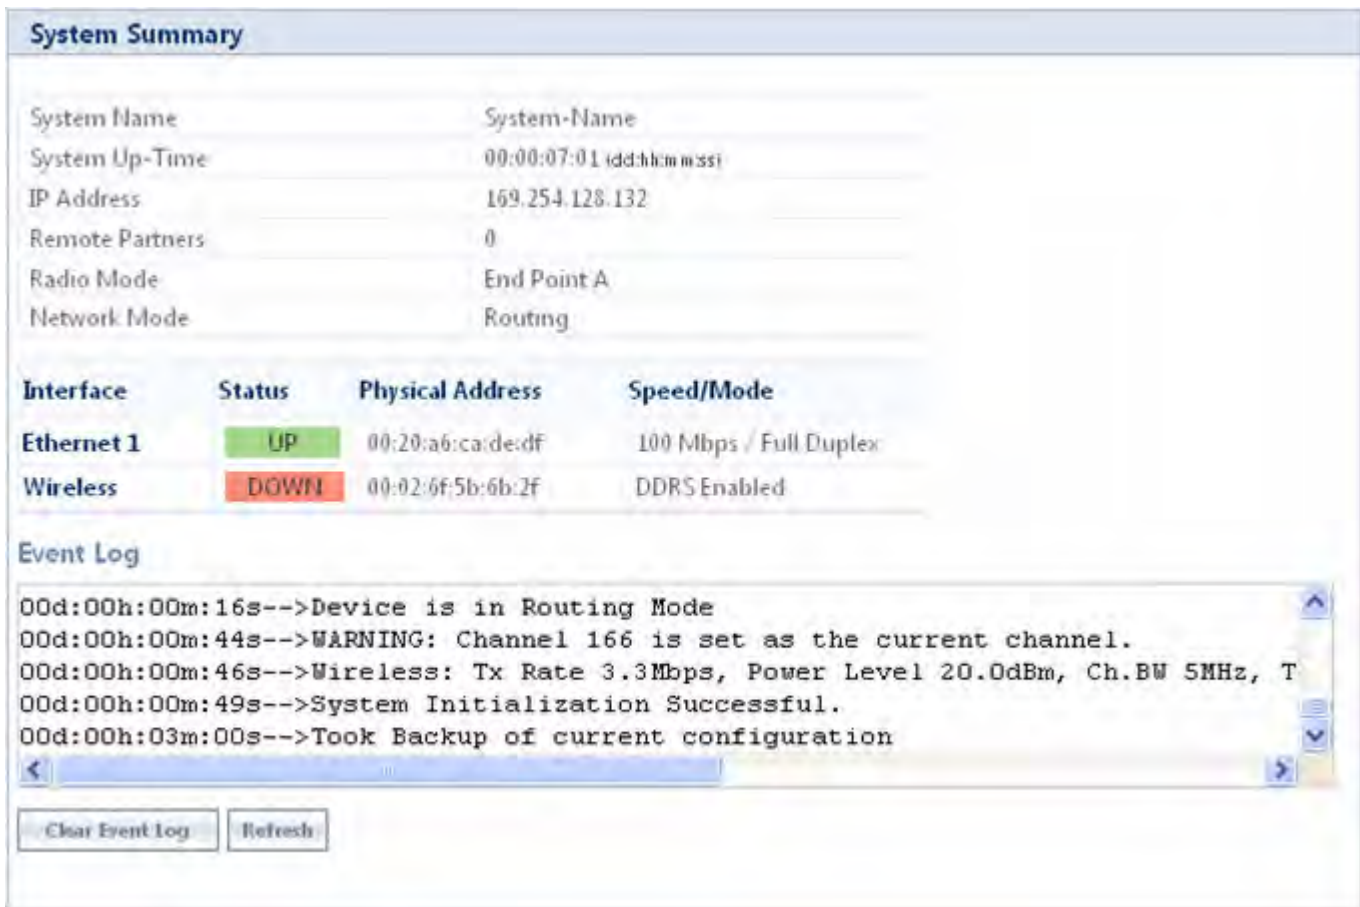 System Summary
System Name System-Name
System Up-Time 00:00:07:01 (dd:hh:mm:ss)
IP Address 169.254.128.132
Remote Partners 0
Radio Mode End Point A
Network Mode Routing
Interface Status Physical Address Speed/Mode
Ethernet 1 UP 00:20:a6:ca:de:df 100 Mbps / Full Duplex
Wireless DOWN 00:02:6f:5b:6b:2f DDRS Enabled
Event Log
00d:00h:00m:16s-->Device is in Routing Mode
00d:00h:00m:44s-->WARNING: Channel 166 is set as the current channel.
00d:00h:00m:46s-->Wireless: Tx Rate 3.3Mbps, Power Level 20.0dBm, Ch.BW 5MHz, T
00d:00h:00m:49s-->System Initialization Successful.
00d:00h:03m:00s-->Took Backup of current configuration
Clear Event Log Refresh